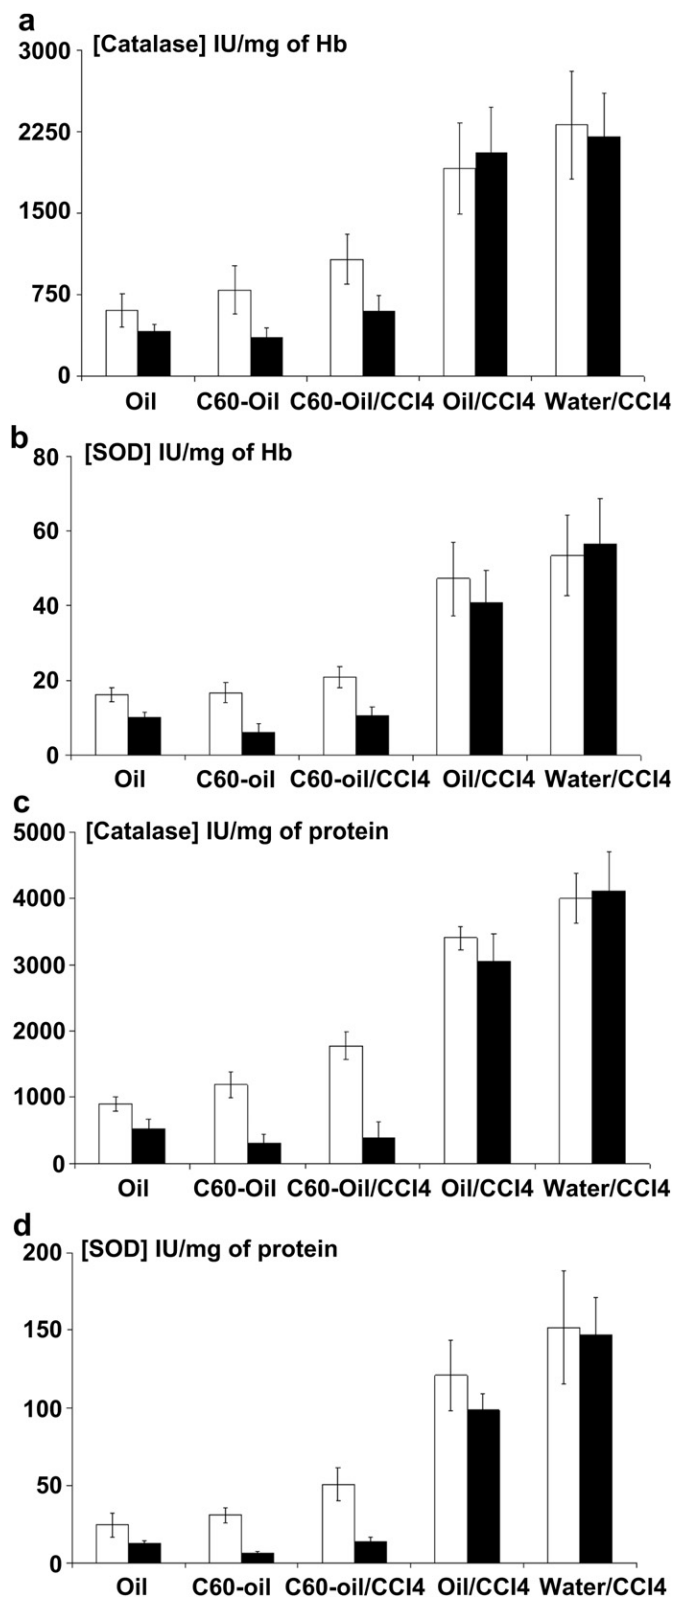 a
[Catalase] IU/mg of Hb
3000
2250
1500
750
0
Oil C60-Oil C60-Oil/CCl4 Oil/CCl4 Water/CCl4
b
[SOD] IU/mg of Hb
80
60
40
20
0
Oil C60-oil C60-oil/CCl4 Oil/CCl4 Water/CCl4
c
[Catalase] IU/mg of protein
5000
4000
3000
2000
1000
0
Oil C60-Oil C60-Oil/CCl4 Oil/CCl4 Water/CCl4
d
[SOD] IU/mg of protein
200
150
100
50
0
Oil C60-oil C60-oil/CCl4 Oil/CCl4 Water/CCl4